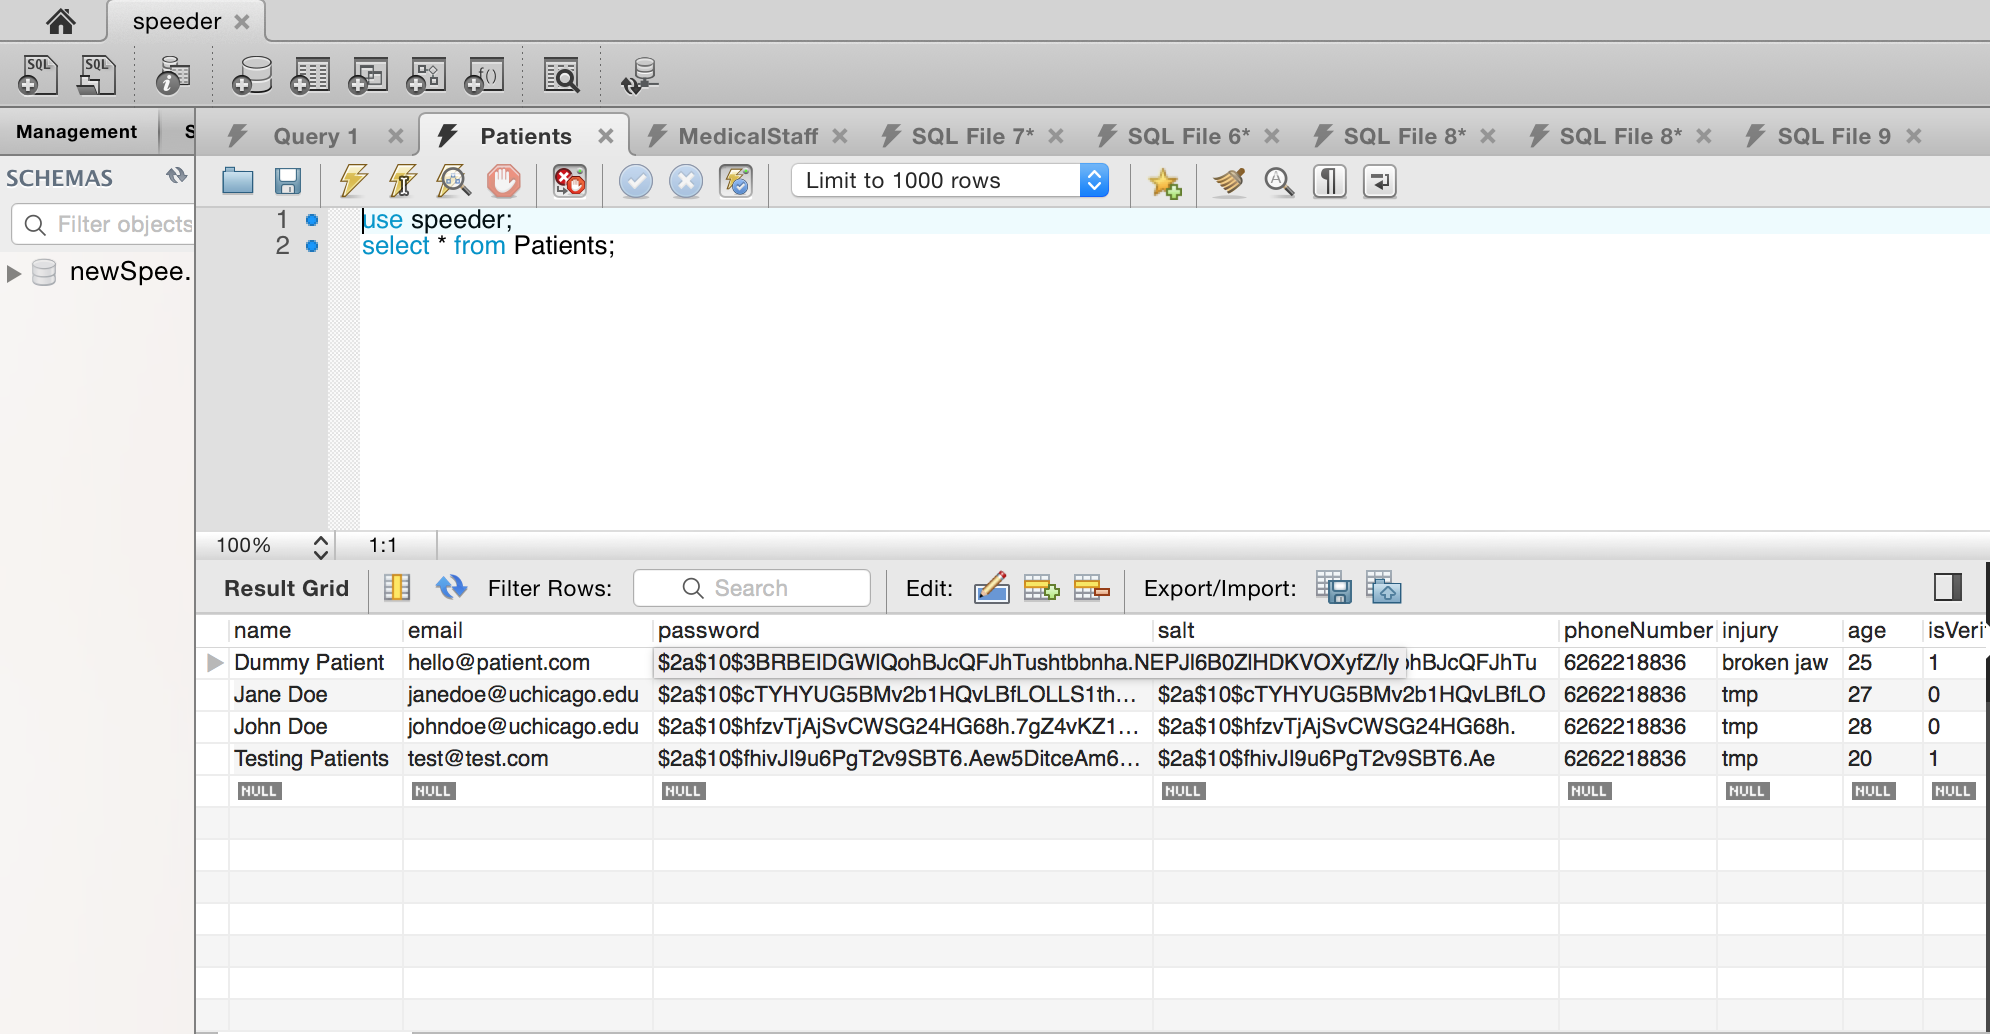 speeder
SQL SQL i f()
Management S
Query 1 Patients MedicalStaff SQL File 7* SQL File 6* SQL File 8* SQL File 8* SQL File 9
SCHEMAS
Limit to 1000 rows
Filter objects
newSpee.
1 use speeder;
2 select * from Patients;
100% 1:1
Result Grid Filter Rows: Search Edit: Export/Import:
name email password salt phoneNumber injury age isVeri
Dummy Patient hello@patient.com $2a$10$3BRBEIDGWlQohBJcQFJhTushtbbnha.NEPJI6B0ZlHDKVOXyfZ/ly ohBJcQFJhTu 6262218836 broken jaw 25 1
Jane Doe janedoe@uchicago.edu $2a$10$cTYHYUG5BMv2b1HQvLBfLOLLS1th... $2a$10$cTYHYUG5BMv2b1HQvLBfLO 6262218836 tmp 27 0
John Doe johndoe@uchicago.edu $2a$10$hfzvTjAjSvCWSG24HG68h.7gZ4vKZ1... $2a$10$hfzvTjAjSvCWSG24HG68h. 6262218836 tmp 28 0
Testing Patients test@test.com $2a$10$fhivJI9u6PgT2v9SBT6.Aew5DitceAm6... $2a$10$fhivJI9u6PgT2v9SBT6.Ae 6262218836 tmp 20 1
NULL NULL NULL NULL NULL NULL NULL NULL